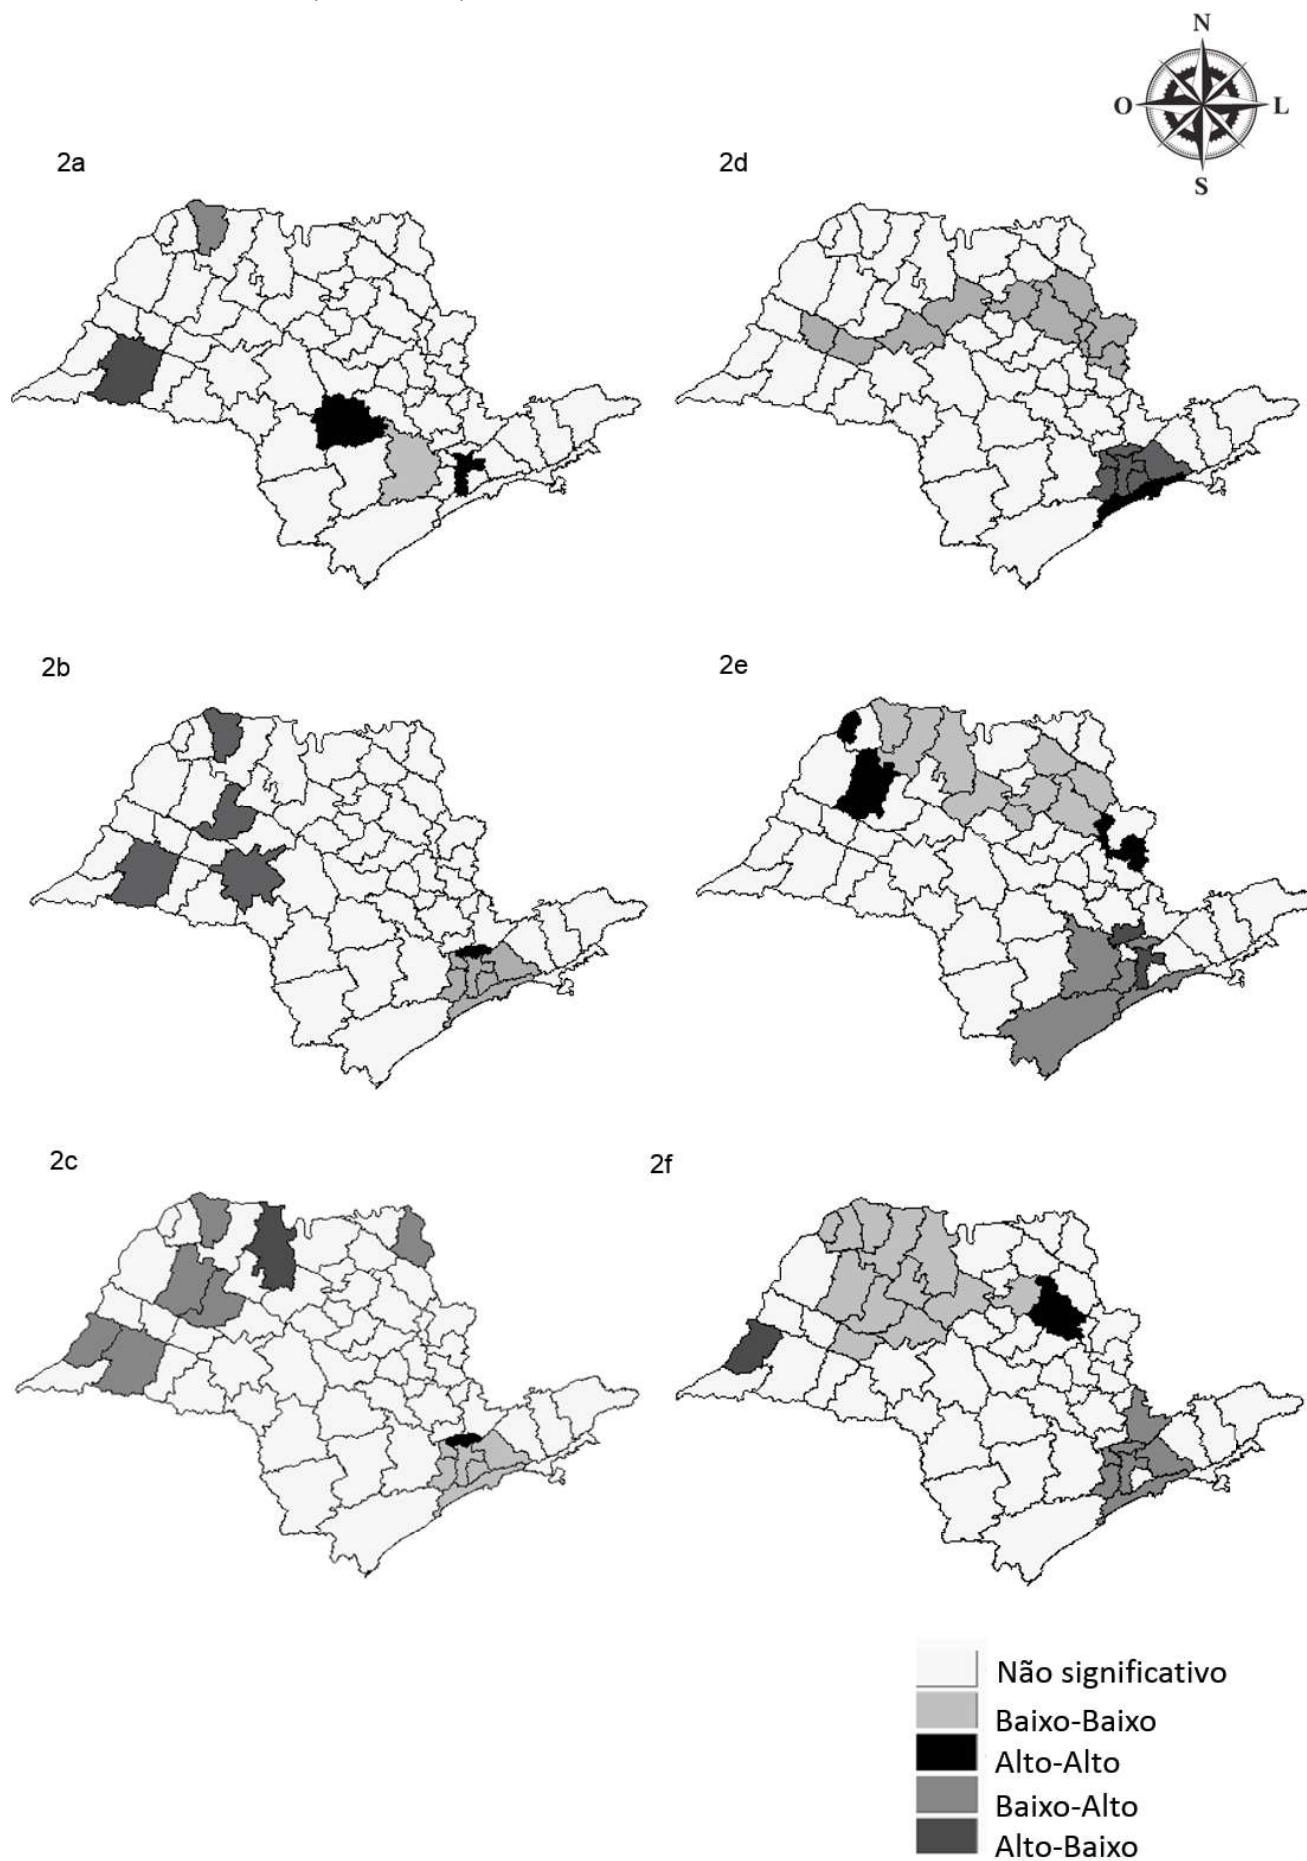 N
O L
S
2a
2d
2b
2e
2c
2f
Não significativo
Baixo-Baixo
Alto-Alto
Baixo-Alto
Alto-Baixo